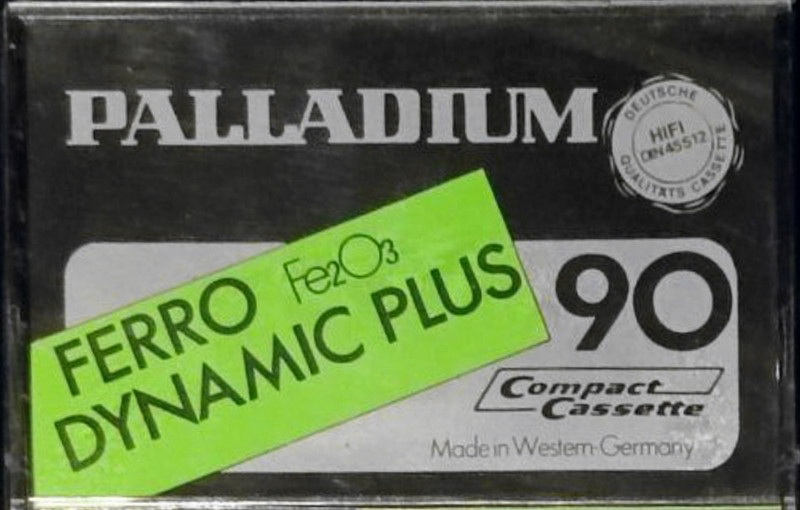 PALLADIUM
DEUTSCHE
HIFI
DIN 45512
QUALITÄTS CASSETTE
Fe₂O₃
FERRO
DYNAMIC PLUS
90
Compact
Cassette
Made in Western-Germany